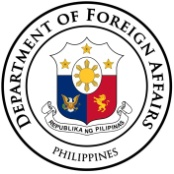 DEPARTMENT OF FOREIGN AFFAIRS
REPUBLIKA NG PILIPINAS
PHILIPPINES